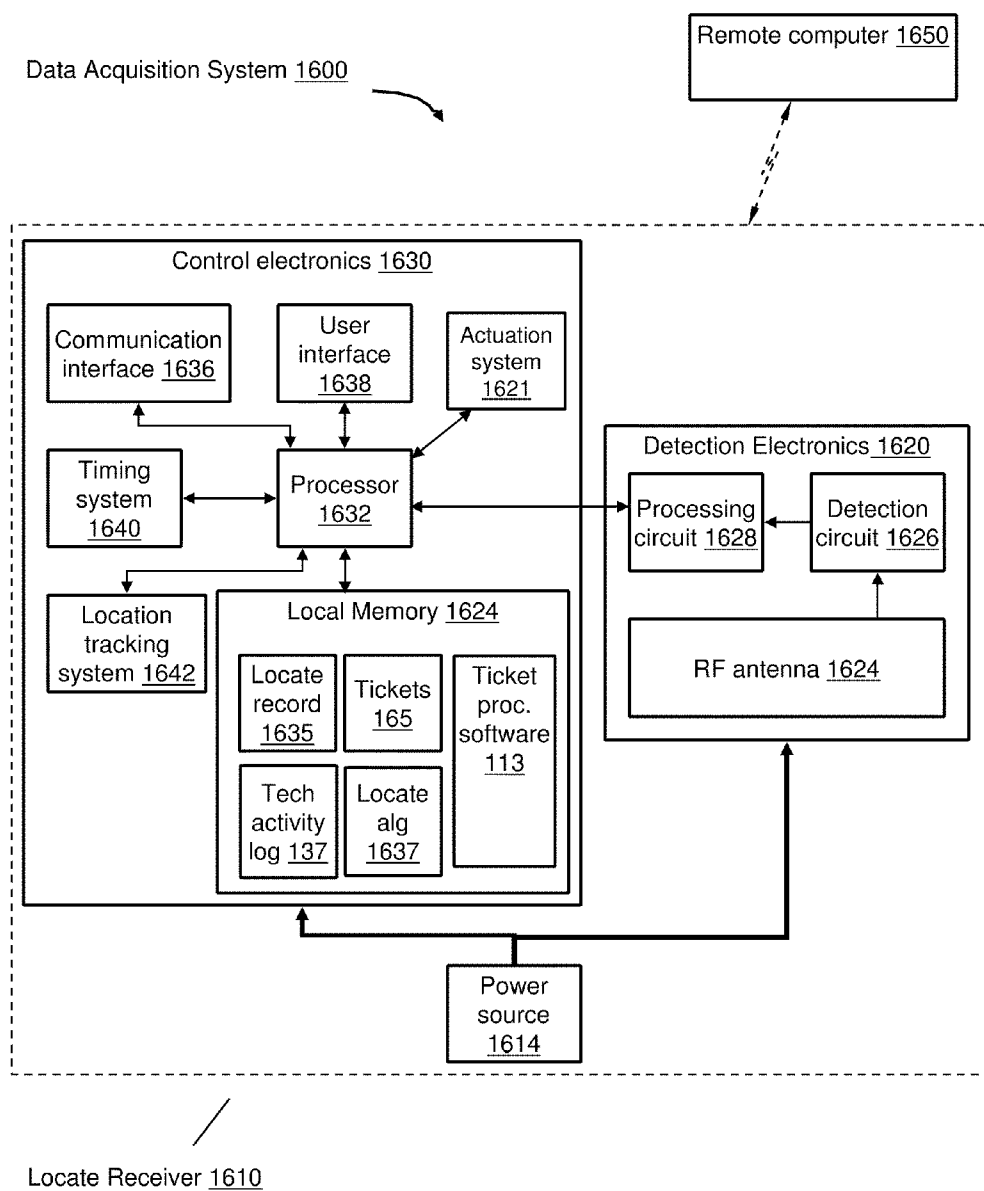 Remote computer 1650
Data Acquisition System 1600
Control electronics 1630
Communication
interface 1636
User
interface
1638
Actuation
system
1621
Timing
system
1640
Processor
1632
Detection Electronics 1620
Processing
circuit 1628
Detection
circuit 1626
RF antenna 1624
Location
tracking
system 1642
Local Memory 1624
Locate
record
1635
Tickets
165
Ticket
proc.
software
113
Tech
activity
log 137
Locate
alg
1637
Power
source
1614
Locate Receiver 1610